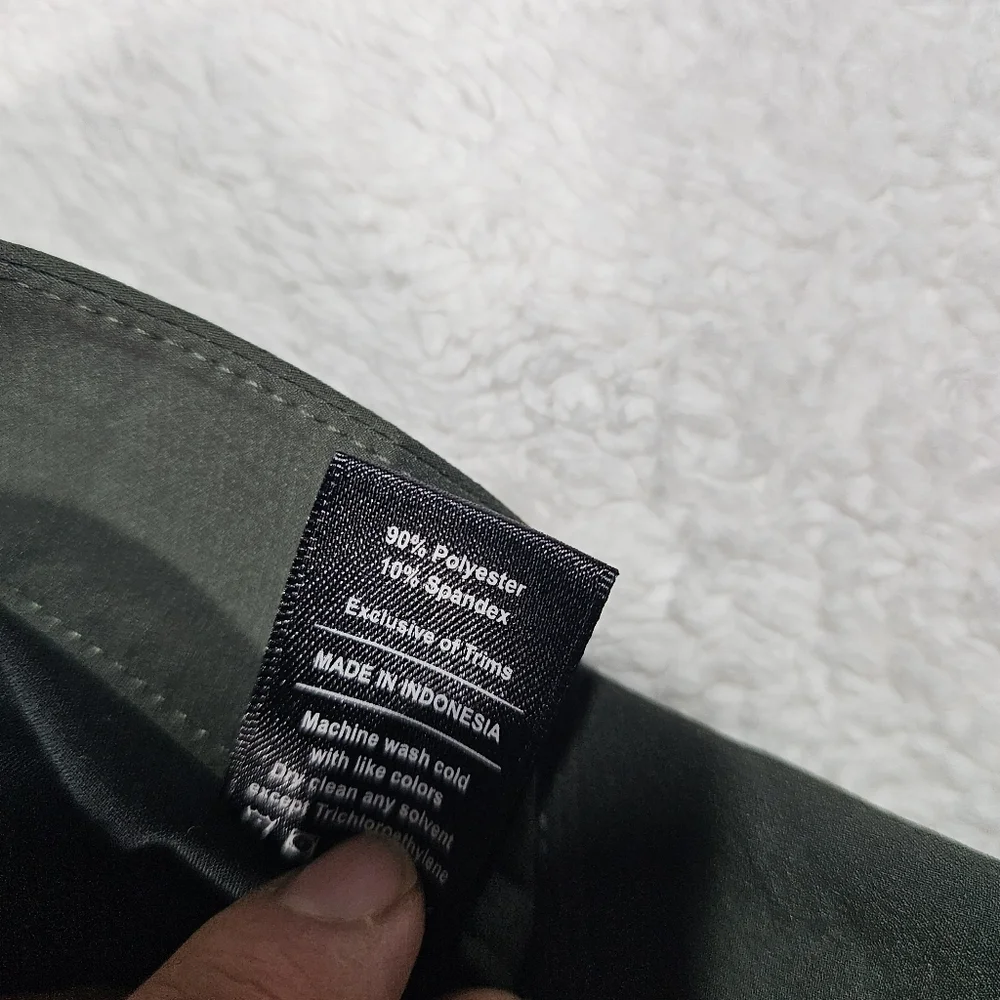 90% Polyester
10% Spandex
Exclusive of Trims
MADE IN INDONESIA
Machine wash cold
with like colors
Dry clean any solvent
except Trichloroethylene